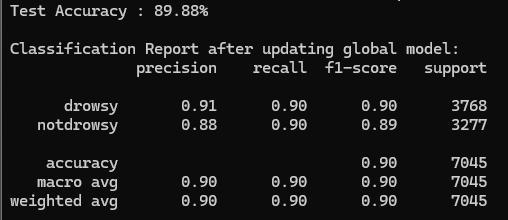 Test Accuracy : 89.88%
Classification Report after updating global model:
precision recall f1-score support
drowsy 0.91 0.90 0.90 3768
notdrowsy 0.88 0.90 0.89 3277
accuracy 0.90 7045
macro avg 0.90 0.90 0.90 7045
weighted avg 0.90 0.90 0.90 7045